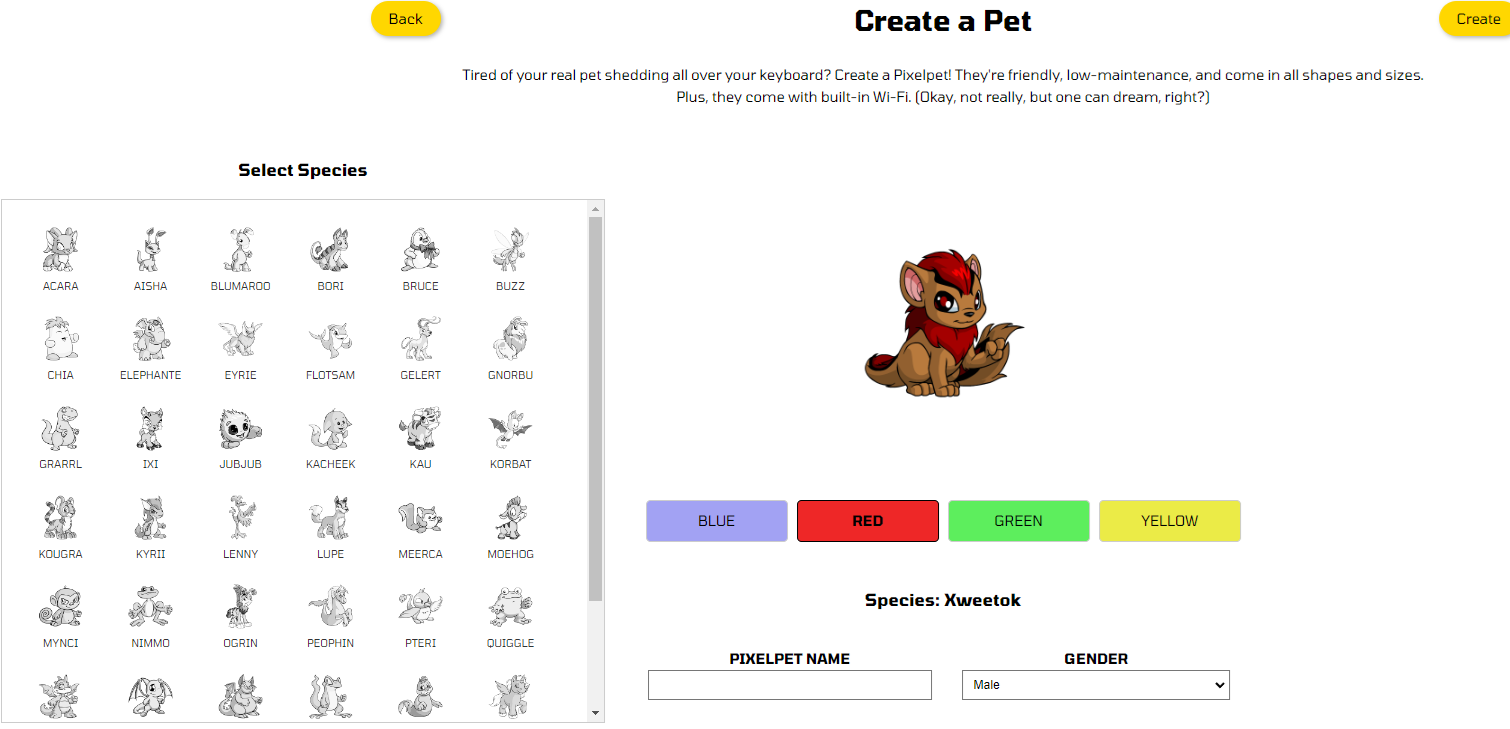 Back
Create a Pet
Create
Tired of your real pet shedding all over your keyboard? Create a Pixelpet! They're friendly, low-maintenance, and come in all shapes and sizes.
Plus, they come with built-in Wi-Fi. (Okay, not really, but one can dream, right?)
Select Species
ACARA AISHA BLUMAROO BORI BRUCE BUZZ
CHIA ELEPHANTE EYRIE FLOTSAM GELERT GNORBU
GRARRL IXI JUBJUB KACHEEK KAU KORBAT
KOUGRA KYRII LENNY LUPE MEERCA MOEHOG
MYNCI NIMMO OGRIN PEOPHIN PTERI QUIGGLE
BLUE RED GREEN YELLOW
Species: Xweetok
PIXELPET NAME GENDER
Male